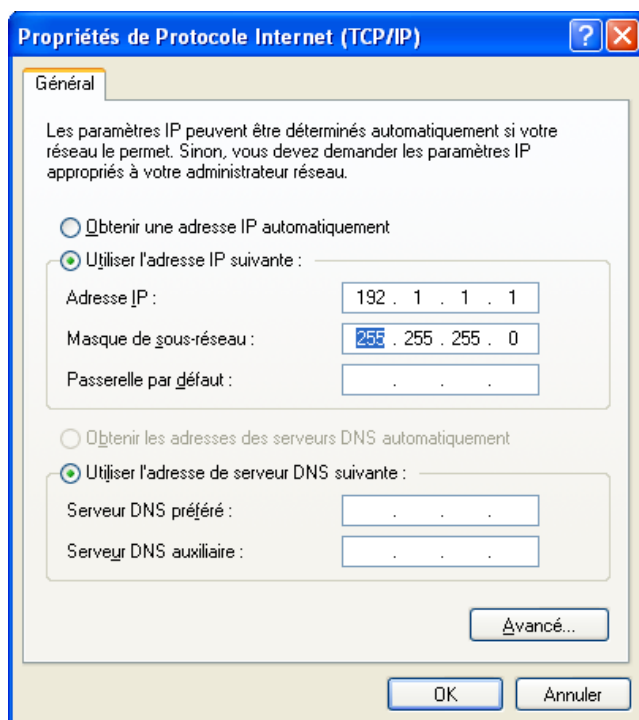 Propriétés de Protocole Internet (TCP/IP)
Général
Les paramètres IP peuvent être déterminés automatiquement si votre
réseau le permet. Sinon, vous devez demander les paramètres IP
appropriés à votre administrateur réseau.
Obtenir une adresse IP automatiquement
Utiliser l'adresse IP suivante :
Adresse IP : 192 . 1 . 1 . 1
Masque de sous-réseau : 255 . 255 . 255 . 0
Passerelle par défaut : . . .
Obtenir les adresses des serveurs DNS automatiquement
Utiliser l'adresse de serveur DNS suivante :
Serveur DNS préféré : . . .
Serveur DNS auxiliaire : . . .
Avancé...
OK Annuler